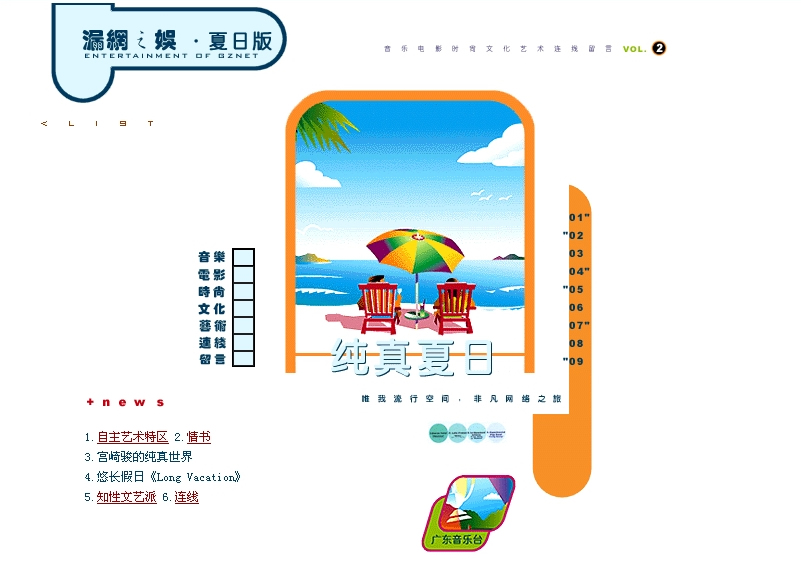 漏網之娛·夏日版
ENTERTAINMENT OF GZNET
音乐电影时尚文化艺术连线留言 VOL. 2
< L I S T
01"
"02
03
04"
"05
06
07"
08
"09
音樂
電影
時尚
文化
藝術
連綫
留言
纯真夏日
唯我流行空间·非凡网络之旅
+news
1.自主艺术特区 2.情书
3.宫崎骏的纯真世界
4.悠长假日《Long Vacation》
5.知性文艺派 6.连线
广东音乐台